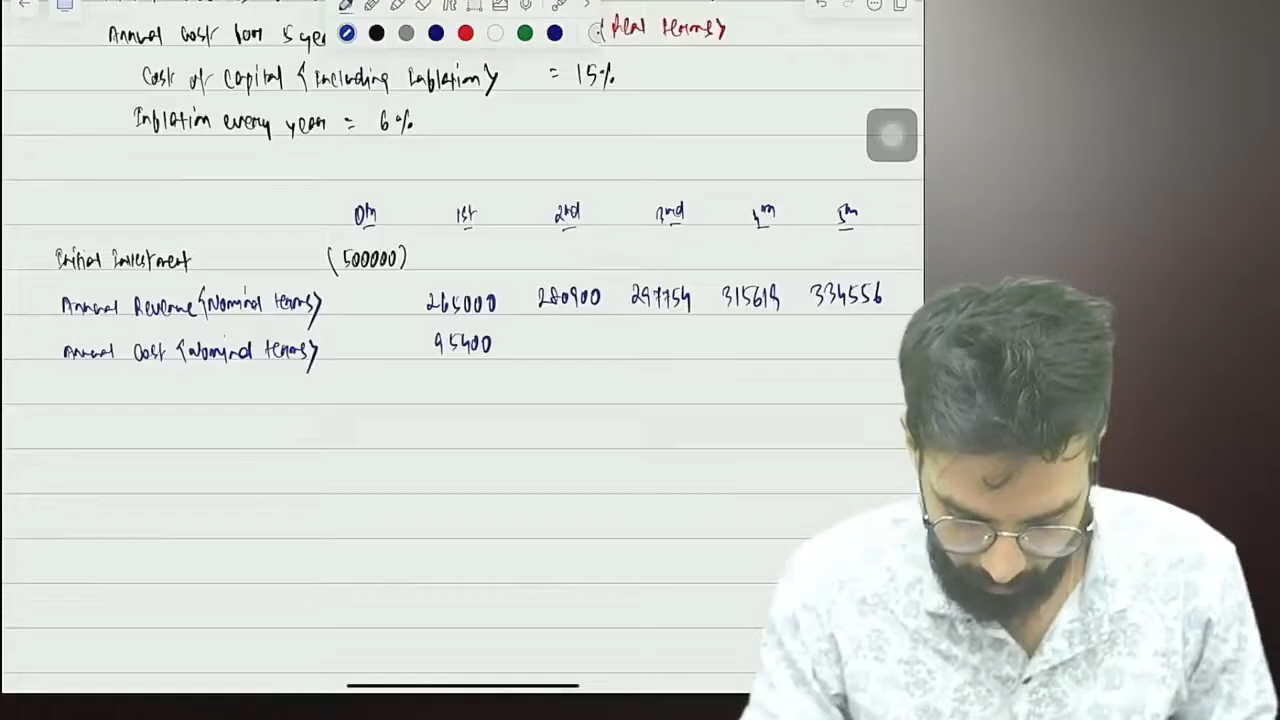 Annual Cost for 5 yea {Real terms}
Cost of Capital {Including Inflation} = 15%
Inflation every year = 6%
0th 1st 2nd 3rd 4th 5th
Initial Investment (500000)
Annual Revenue {Nominal terms} 265000 280900 297754 315619 334556
Annual Cost {Nominal terms} 95400